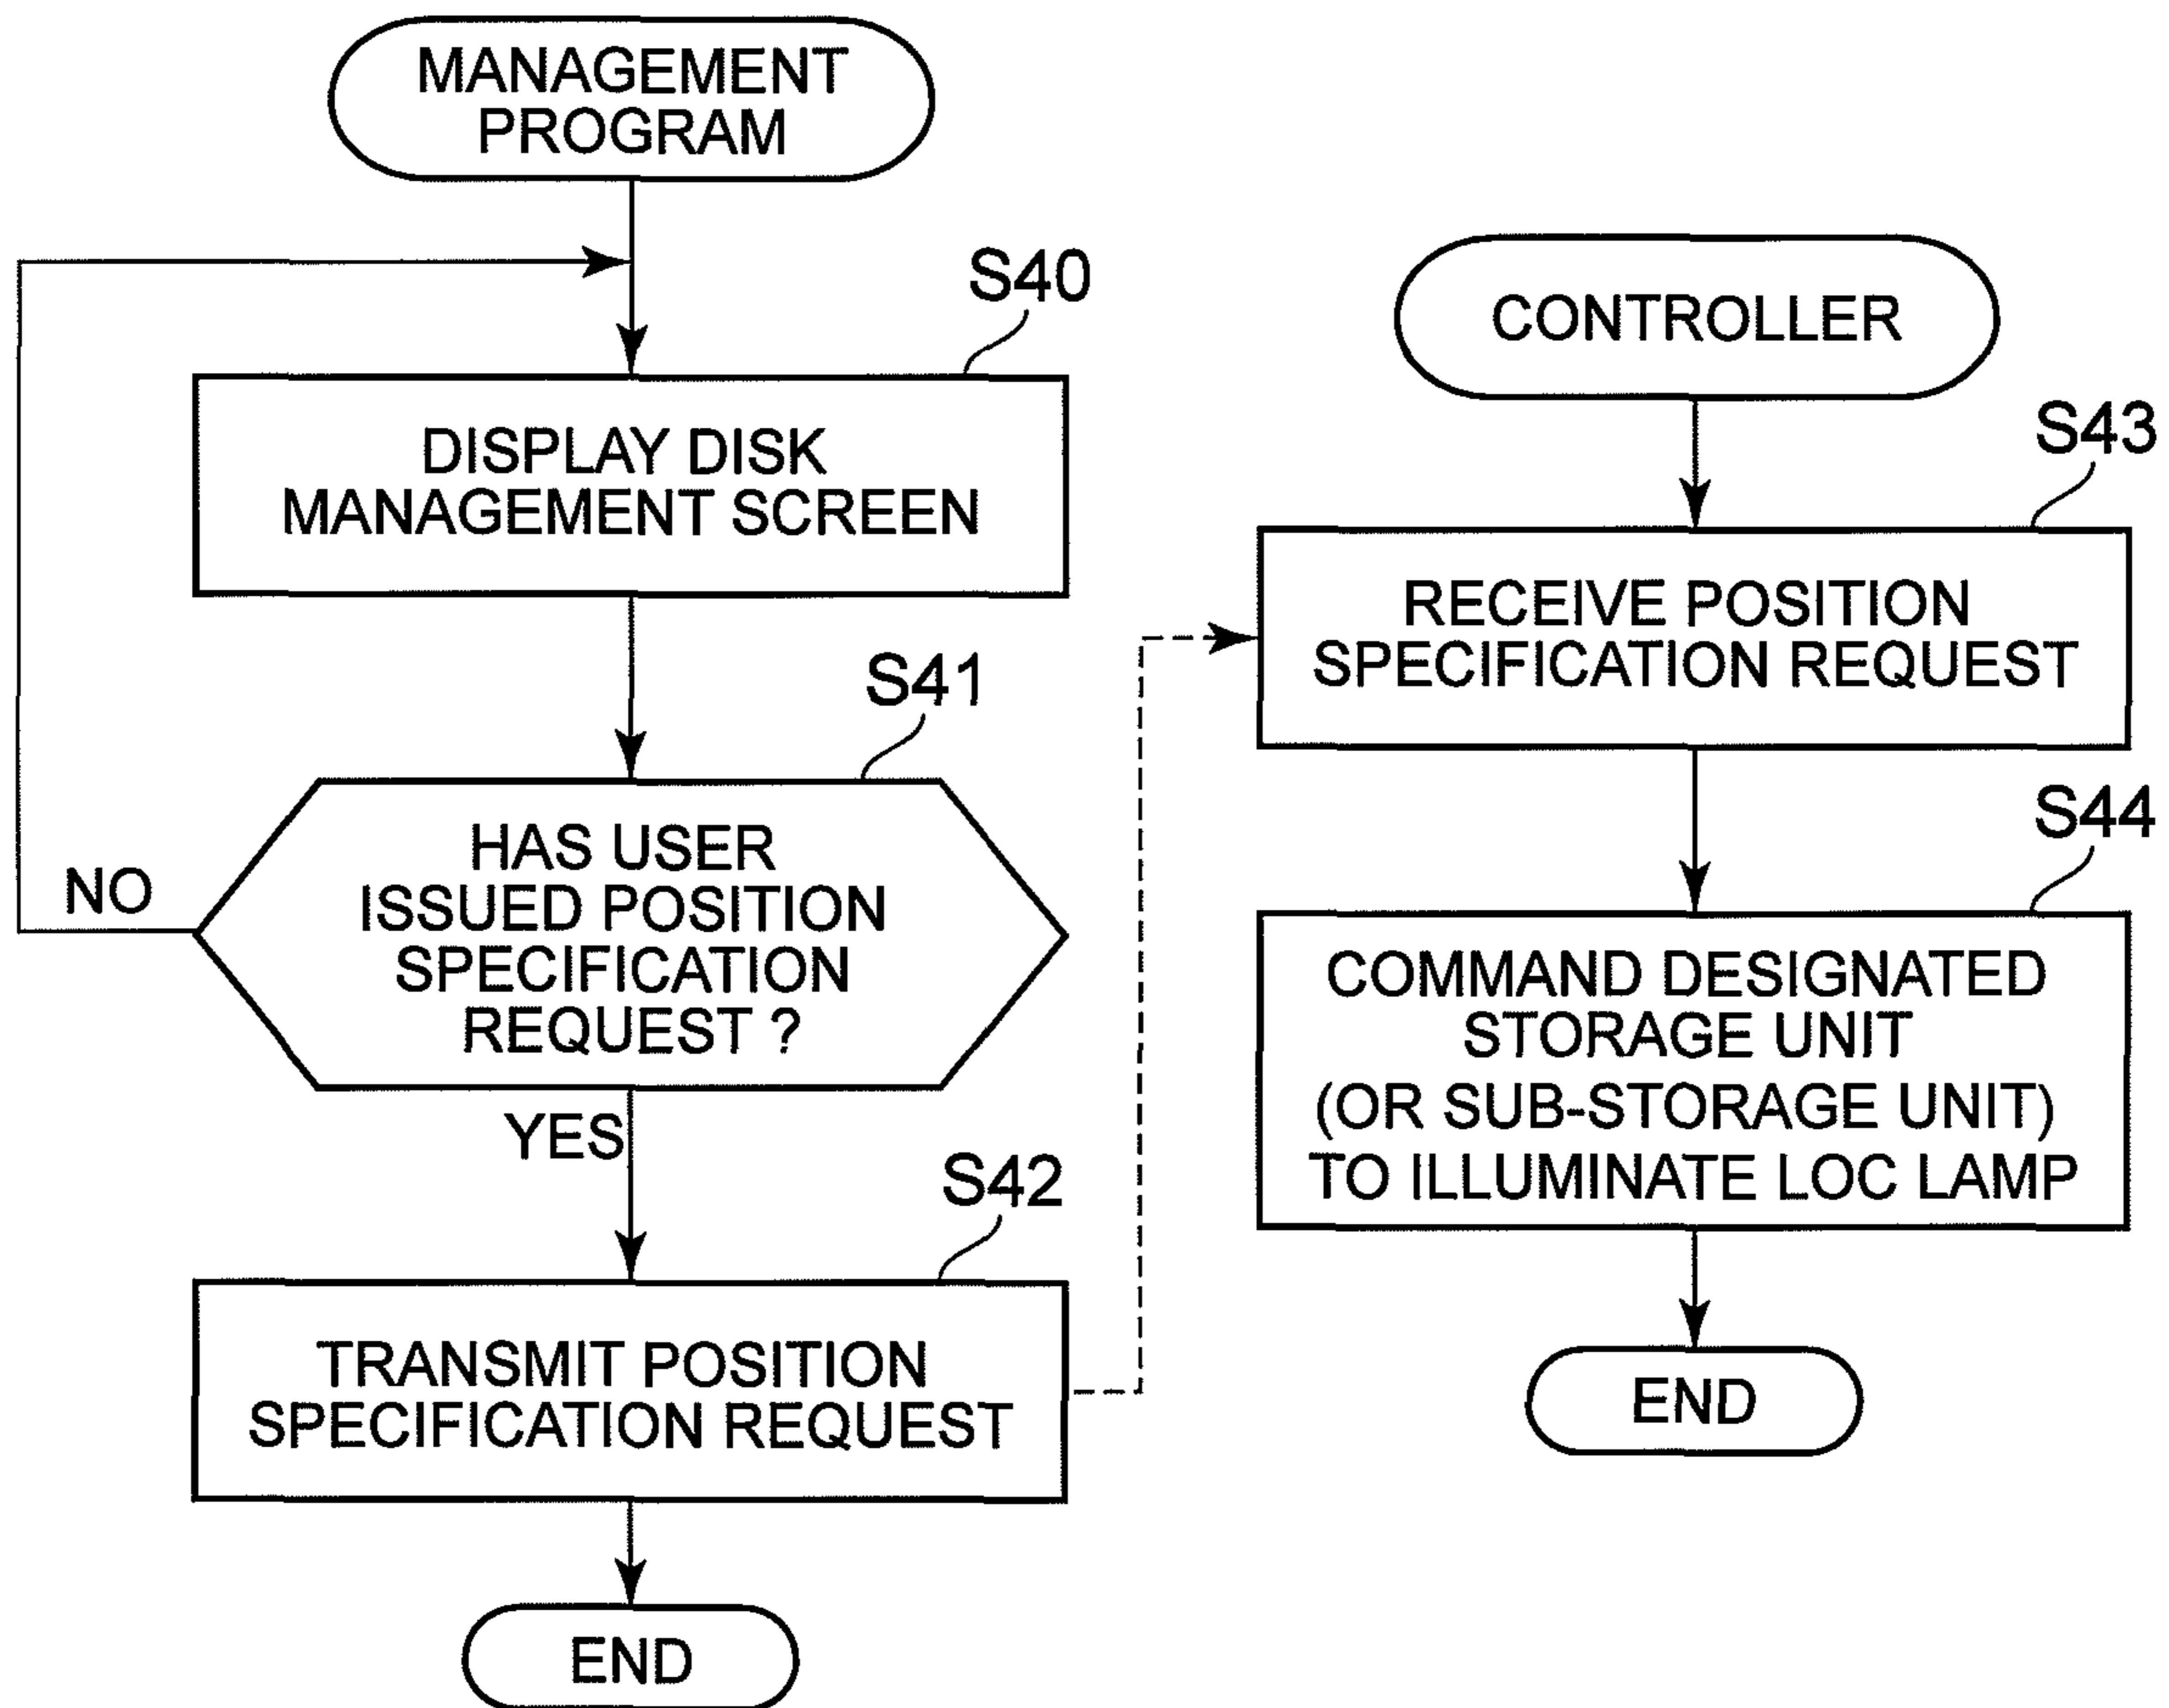 MANAGEMENT
PROGRAM
S40
DISPLAY DISK
MANAGEMENT SCREEN
S41
HAS USER
ISSUED POSITION
SPECIFICATION
REQUEST ?
NO
YES
S42
TRANSMIT POSITION
SPECIFICATION REQUEST
END
CONTROLLER
S43
RECEIVE POSITION
SPECIFICATION REQUEST
S44
COMMAND DESIGNATED
STORAGE UNIT
(OR SUB-STORAGE UNIT)
TO ILLUMINATE LOC LAMP
END